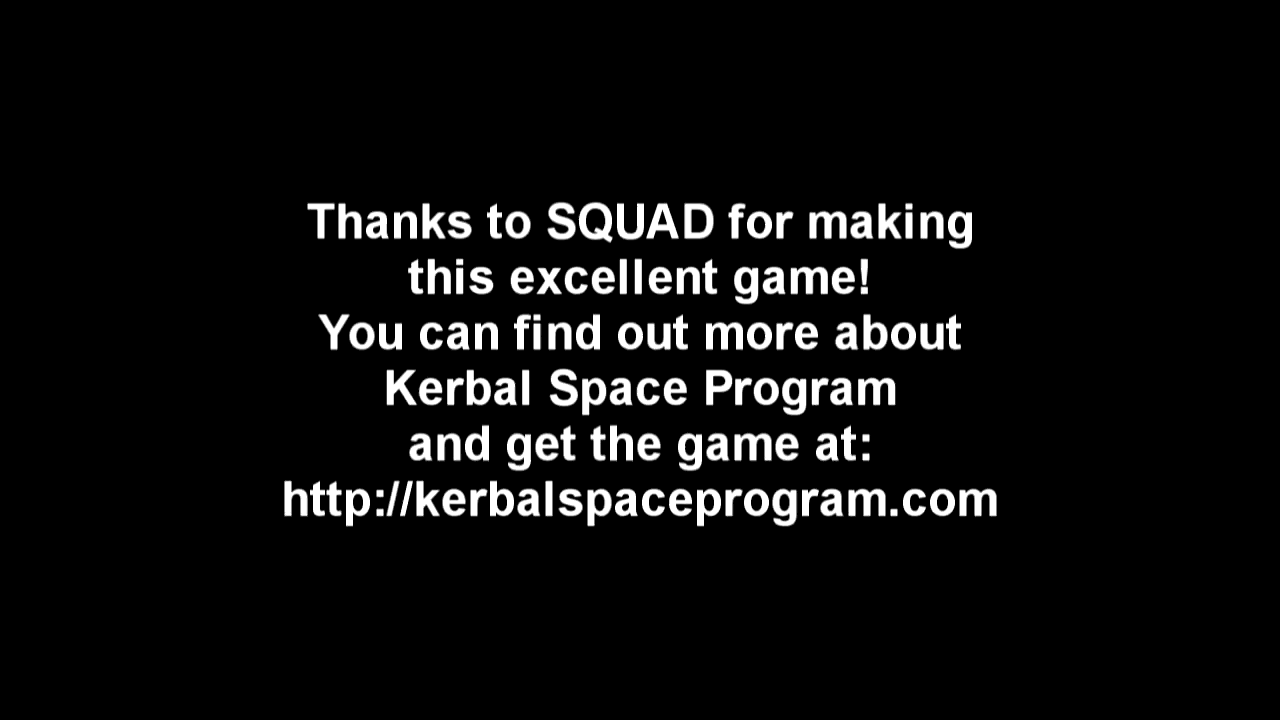 Thanks to SQUAD for making
this excellent game!
You can find out more about
Kerbal Space Program
and get the game at:
http://kerbalspaceprogram.com